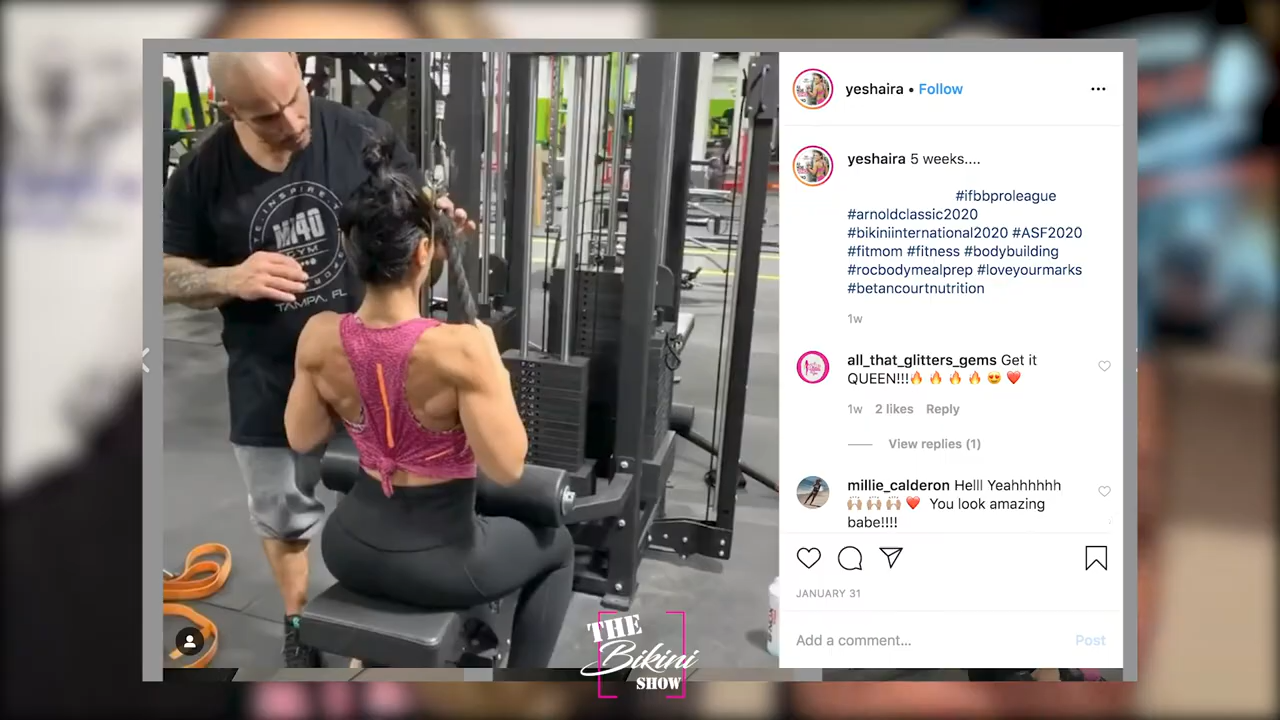 yeshaira • Follow
yeshaira 5 weeks....
#ifbbproleague
#arnoldclassic2020
#bikiniinternational2020 #ASF2020
#fitmom #fitness #bodybuilding
#rocbodymealprep #loveyourmarks
#betancourtnutrition
1w
all_that_glitters_gems Get it
QUEEN!!!🔥🔥🔥🔥😍❤️
1w 2 likes Reply
View replies (1)
millie_calderon Helll Yeahhhhhh
🙌🏼🙌🏼🙌🏼❤️ You look amazing
babe!!!!
JANUARY 31
Add a comment... Post
MI40
GYM
TAMPA, FL
THE
Bikini
SHOW